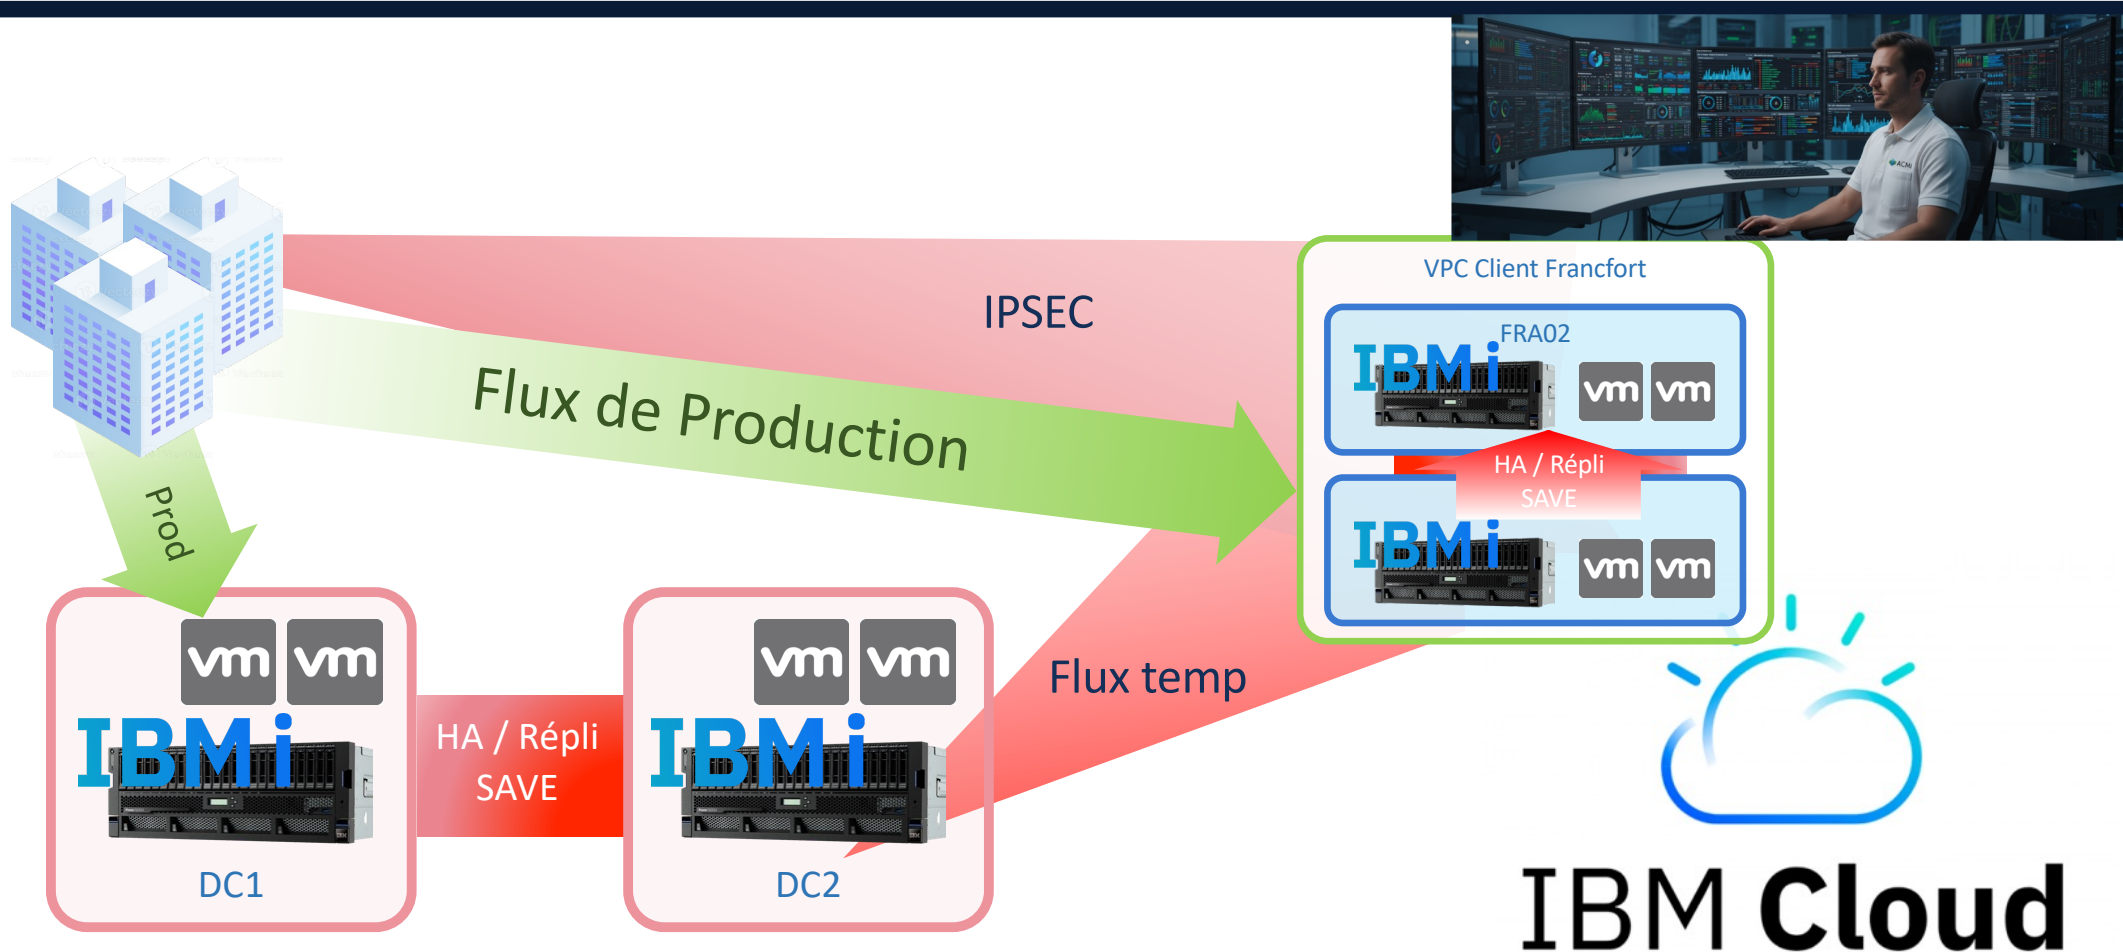 ACMI
VPC Client Francfort
IPSEC
FRA02
IBM i
vm vm
Flux de Production
HA / Répli
SAVE
IBM i
vm vm
Prod
vm vm
IBM i
DC1
HA / Répli
SAVE
vm vm
IBM i
DC2
Flux temp
IBM Cloud